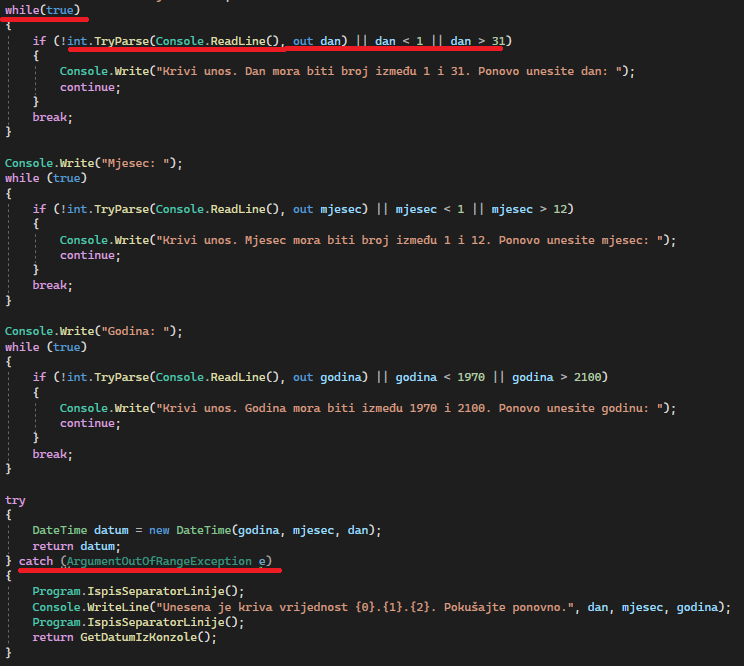 while(true)
{
if (!int.TryParse(Console.ReadLine(), out dan) || dan < 1 || dan > 31)
{
Console.Write("Krivi unos. Dan mora biti broj između 1 i 31. Ponovo unesite dan: ");
continue;
}
break;
}
Console.Write("Mjesec: ");
while (true)
{
if (!int.TryParse(Console.ReadLine(), out mjesec) || mjesec < 1 || mjesec > 12)
{
Console.Write("Krivi unos. Mjesec mora biti broj između 1 i 12. Ponovo unesite mjesec: ");
continue;
}
break;
}
Console.Write("Godina: ");
while (true)
{
if (!int.TryParse(Console.ReadLine(), out godina) || godina < 1970 || godina > 2100)
{
Console.Write("Krivi unos. Godina mora biti između 1970 i 2100. Ponovo unesite godinu: ");
continue;
}
break;
}
try
{
DateTime datum = new DateTime(godina, mjesec, dan);
return datum;
} catch (ArgumentOutOfRangeException e)
{
Program.IspisSeparatorLinije();
Console.WriteLine("Unesena je kriva vrijednost {0}.{1}.{2}. Pokušajte ponovno.", dan, mjesec, godina);
Program.IspisSeparatorLinije();
return GetDatumIzKonzole();
}